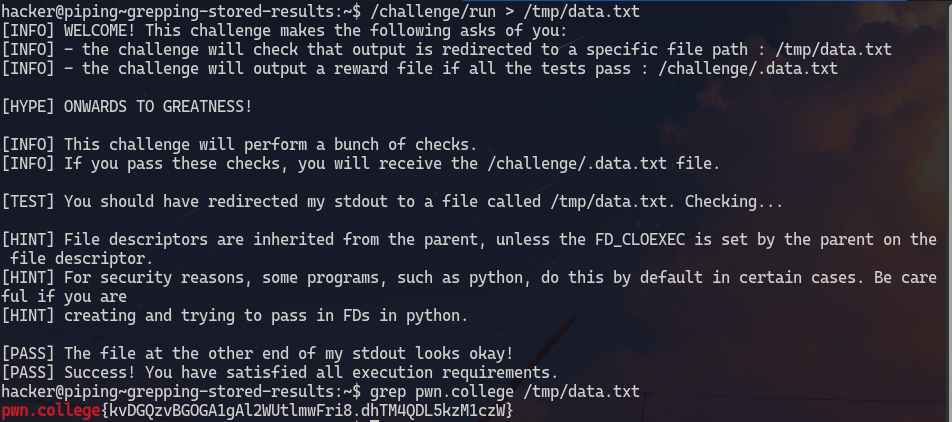 hacker@piping~grepping-stored-results:~$ /challenge/run > /tmp/data.txt
[INFO] WELCOME! This challenge makes the following asks of you:
[INFO] - the challenge will check that output is redirected to a specific file path : /tmp/data.txt
[INFO] - the challenge will output a reward file if all the tests pass : /challenge/.data.txt
[HYPE] ONWARDS TO GREATNESS!
[INFO] This challenge will perform a bunch of checks.
[INFO] If you pass these checks, you will receive the /challenge/.data.txt file.
[TEST] You should have redirected my stdout to a file called /tmp/data.txt. Checking...
[HINT] File descriptors are inherited from the parent, unless the FD_CLOEXEC is set by the parent on the
 file descriptor.
[HINT] For security reasons, some programs, such as python, do this by default in certain cases. Be care
ful if you are
[HINT] creating and trying to pass in FDs in python.
[PASS] The file at the other end of my stdout looks okay!
[PASS] Success! You have satisfied all execution requirements.
hacker@piping~grepping-stored-results:~$ grep pwn.college /tmp/data.txt
pwn.college{kvDGQzvBGOGA1gAl2WUtlmwFri8.dhTM4QDL5kzM1czW}